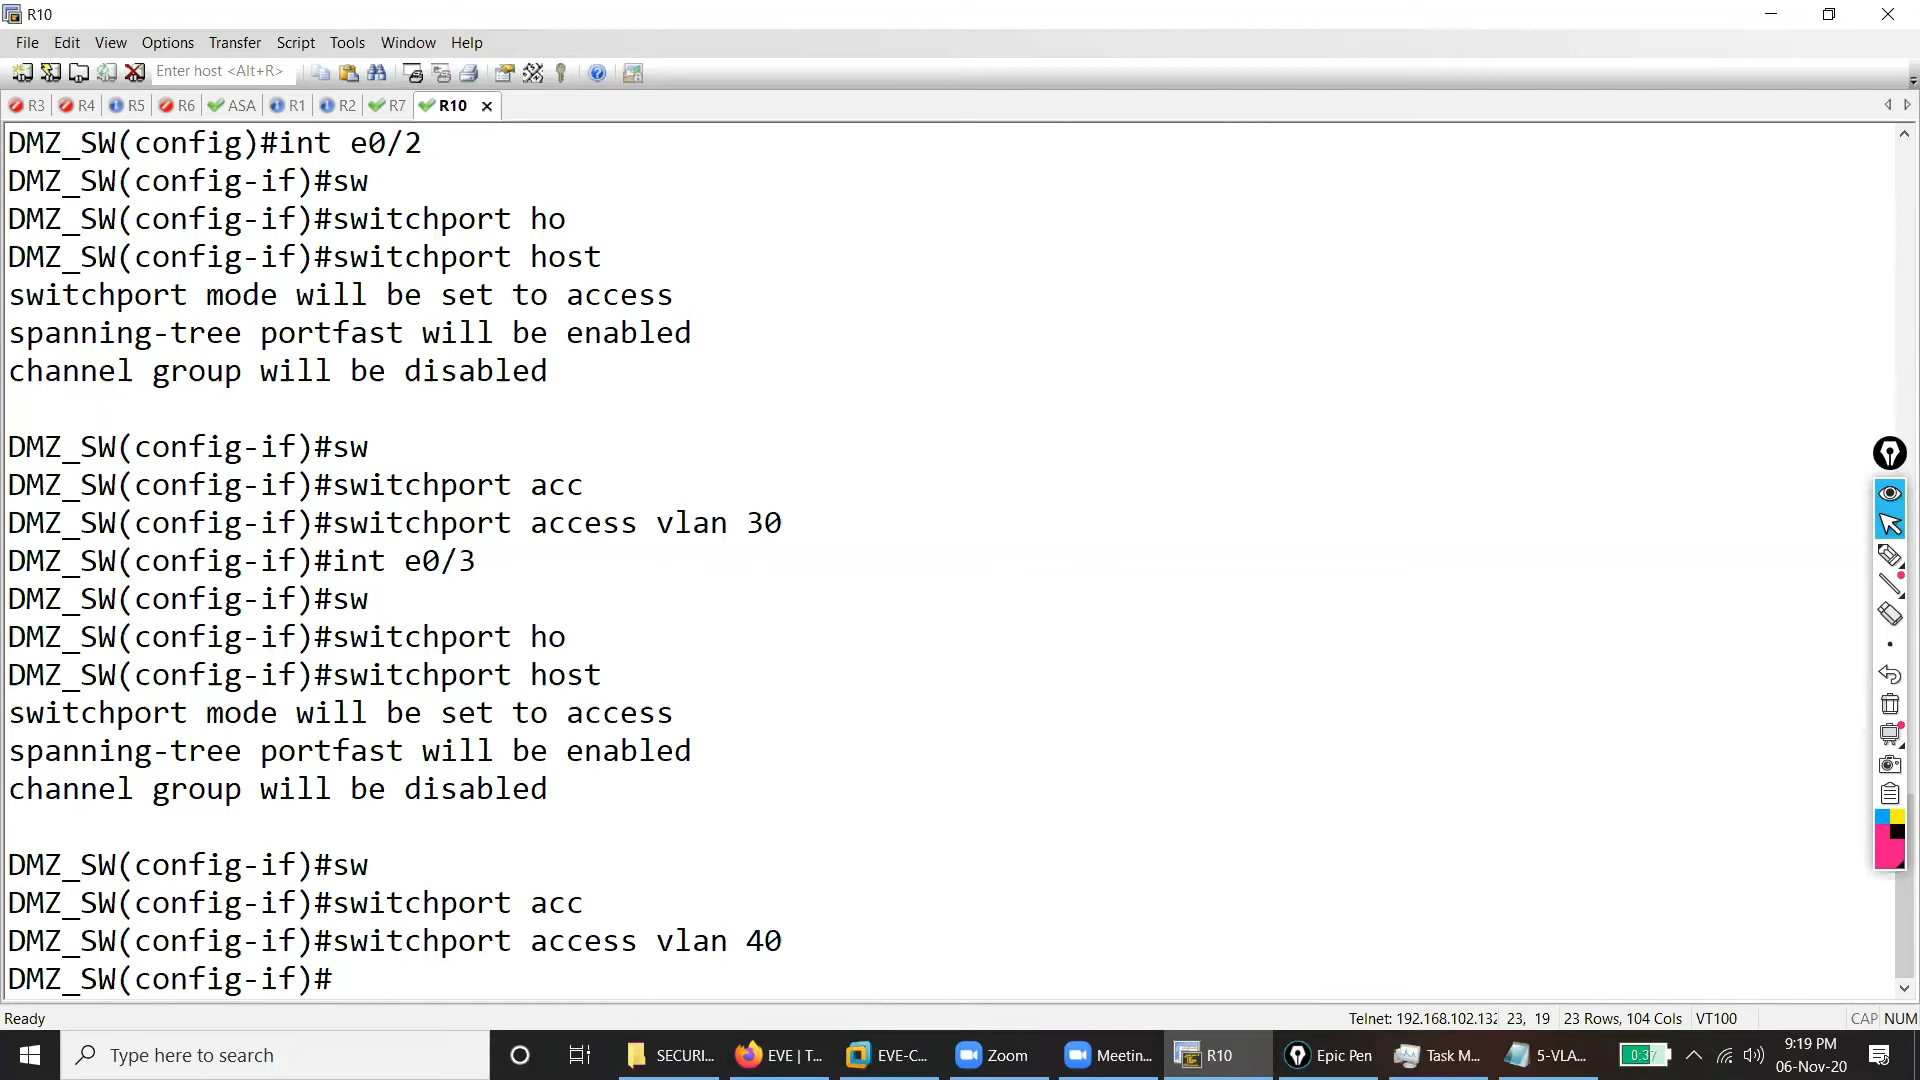 R10
File Edit View Options Transfer Script Tools Window Help
Enter host <Alt+R>
R3 R4 R5 R6 ASA R1 R2 R7 R10
DMZ_SW(config)#int e0/2
DMZ_SW(config-if)#sw
DMZ_SW(config-if)#switchport ho
DMZ_SW(config-if)#switchport host
switchport mode will be set to access
spanning-tree portfast will be enabled
channel group will be disabled
DMZ_SW(config-if)#sw
DMZ_SW(config-if)#switchport acc
DMZ_SW(config-if)#switchport access vlan 30
DMZ_SW(config-if)#int e0/3
DMZ_SW(config-if)#sw
DMZ_SW(config-if)#switchport ho
DMZ_SW(config-if)#switchport host
switchport mode will be set to access
spanning-tree portfast will be enabled
channel group will be disabled
DMZ_SW(config-if)#sw
DMZ_SW(config-if)#switchport acc
DMZ_SW(config-if)#switchport access vlan 40
DMZ_SW(config-if)#
Ready Telnet: 192.168.102.132 23, 19 23 Rows, 104 Cols VT100 CAP NUM
Type here to search SECURI... EVE | T... EVE-C... Zoom Meetin... R10 Epic Pen Task M... 5-VLA... 0:37 9:19 PM
06-Nov-20